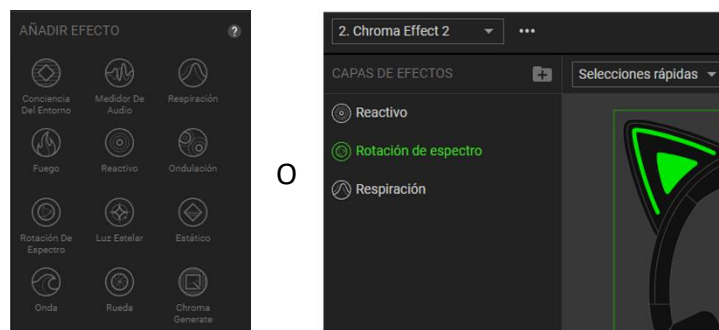 AÑADIR EFECTO ?
Conciencia Del Entorno
Medidor De Audio
Respiración
Fuego
Reactivo
Ondulación
Rotación De Espectro
Luz Estelar
Estático
Onda
Rueda
Chroma Generate
O
2. Chroma Effect 2
CAPAS DE EFECTOS
Selecciones rápidas
Reactivo
Rotación de espectro
Respiración